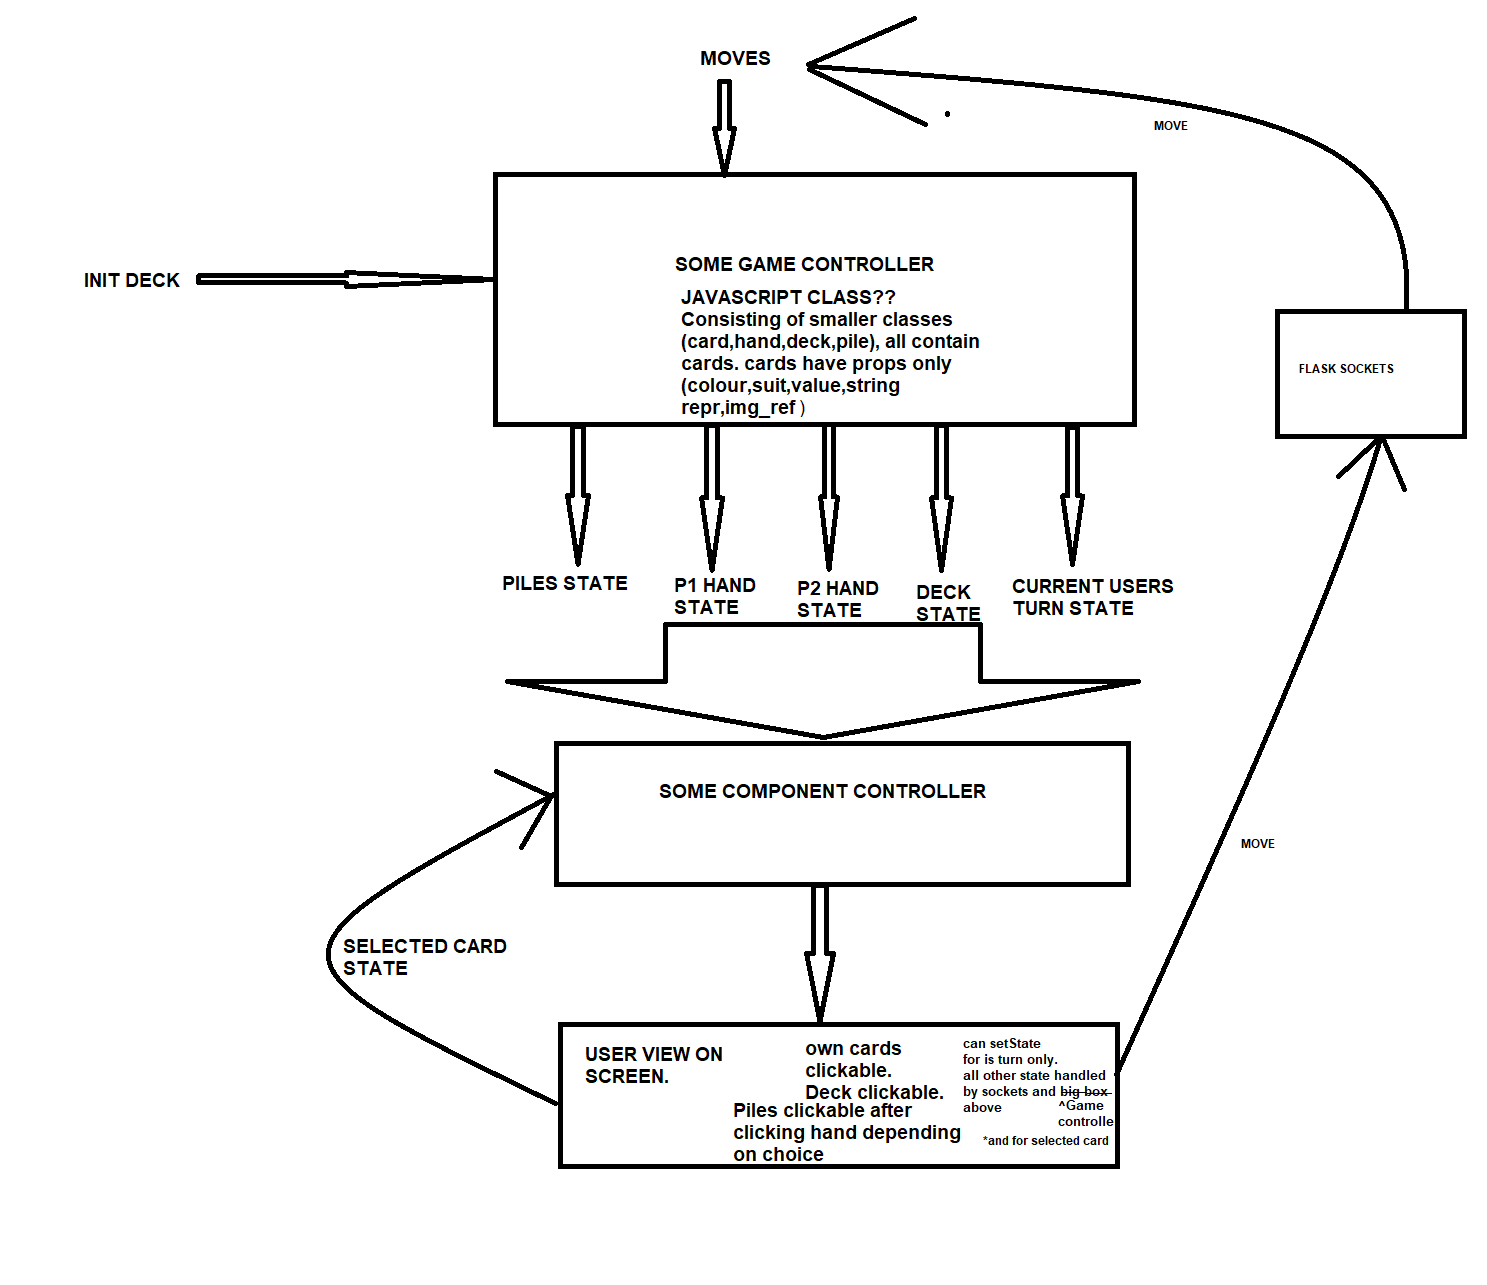 MOVES
MOVE
INIT DECK
SOME GAME CONTROLLER
JAVASCRIPT CLASS??
Consisting of smaller classes
(card,hand,deck,pile), all contain
cards. cards have props only
(colour,suit,value,string
repr,img_ref)
FLASK SOCKETS
PILES STATE
P1 HAND
STATE
P2 HAND
STATE
DECK
STATE
CURRENT USERS
TURN STATE
SOME COMPONENT CONTROLLER
MOVE
SELECTED CARD
STATE
USER VIEW ON
SCREEN.
own cards
clickable.
Deck clickable.
Piles clickable after
clicking hand depending
on choice
can setState
for is turn only.
all other state handled
by sockets and big box
above
^Game
controlle
*and for selected card